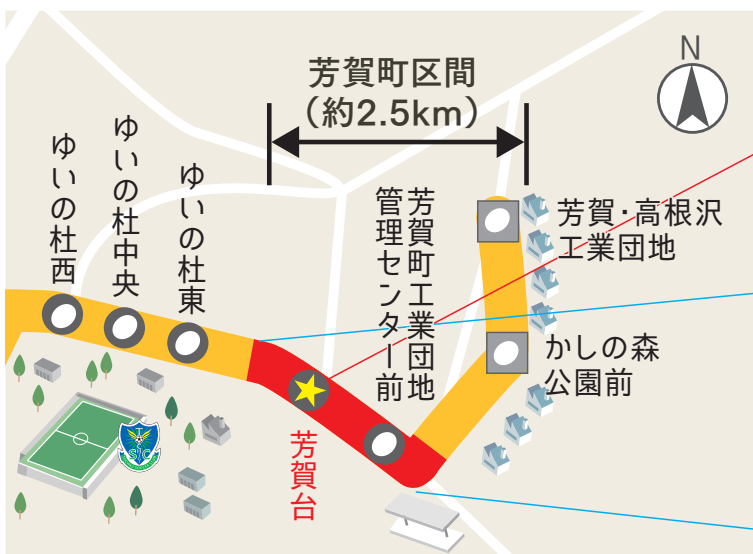 芳賀町区間
（約2.5km）
N
ゆいの杜西
ゆいの杜中央
ゆいの杜東
芳賀町工業団地
管理センター前
芳賀・高根沢
工業団地
かしの森
公園前
芳賀台
TSC